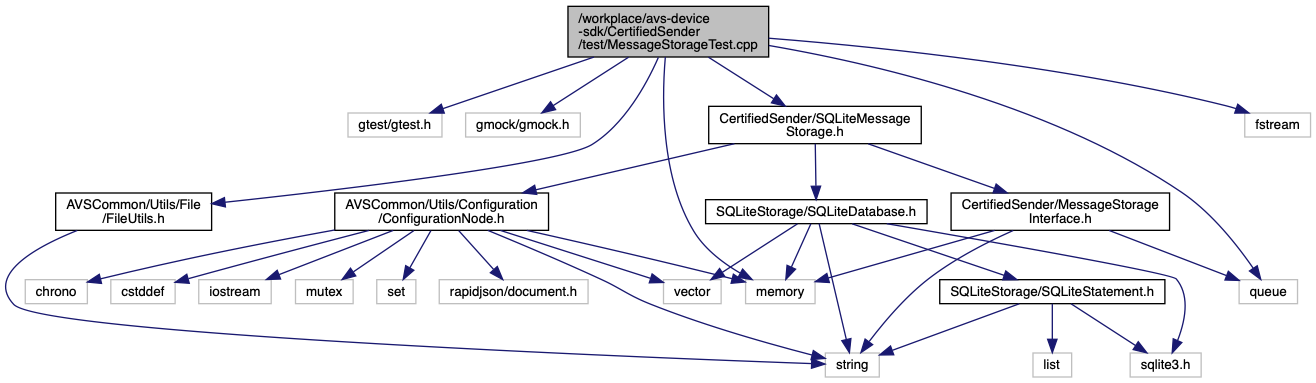 /workplace/avs-device
-sdk/CertifiedSender
/test/MessageStorageTest.cpp
gtest/gtest.h
gmock/gmock.h
CertifiedSender/SQLiteMessage
Storage.h
fstream
AVSCommon/Utils/File
/FileUtils.h
AVSCommon/Utils/Configuration
/ConfigurationNode.h
SQLiteStorage/SQLiteDatabase.h
CertifiedSender/MessageStorage
Interface.h
chrono
cstddef
iostream
mutex
set
rapidjson/document.h
vector
memory
SQLiteStorage/SQLiteStatement.h
queue
string
list
sqlite3.h